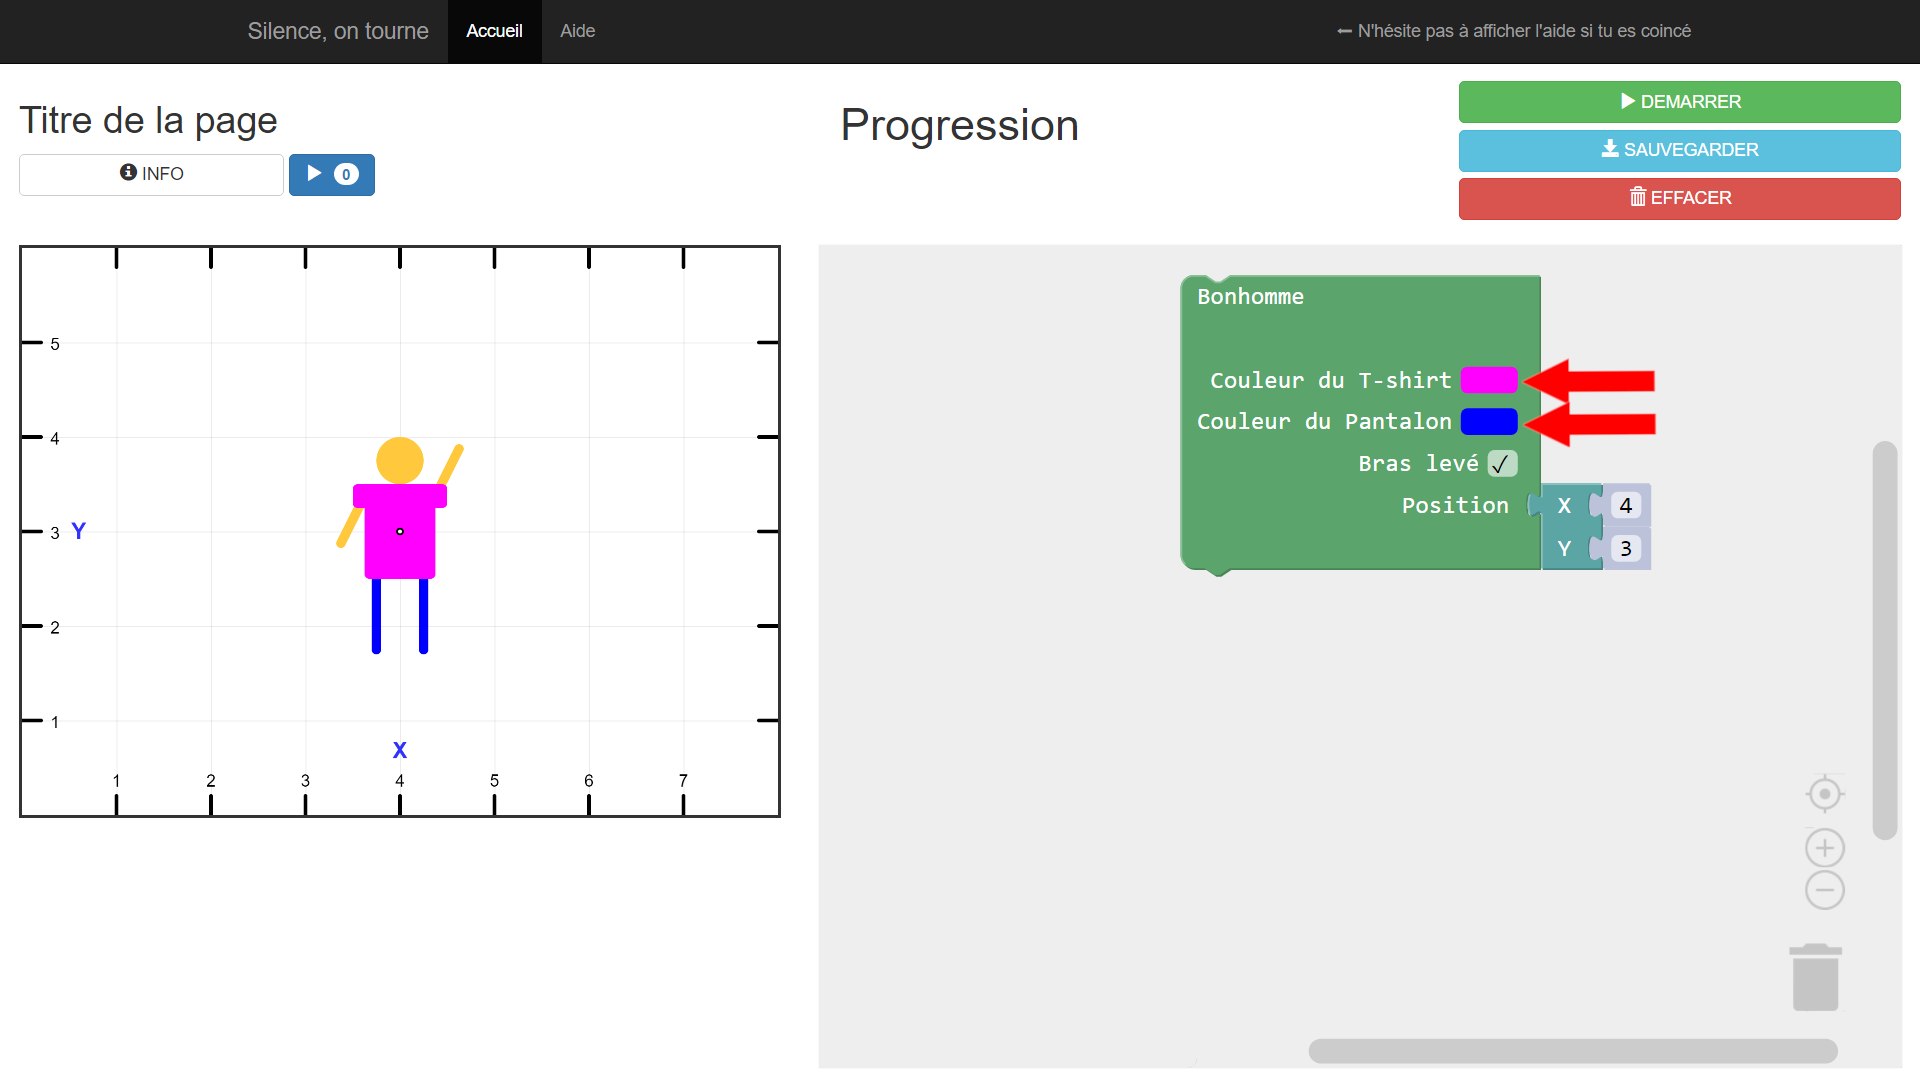 Silence, on tourne
Accueil
Aide
N'hésite pas à afficher l'aide si tu es coincé
Titre de la page
INFO
0
Progression
DEMARRER
SAUVEGARDER
EFFACER
5
4
3 Y
2
1
X
1 2 3 4 5 6 7
Bonhomme
Couleur du T-shirt
Couleur du Pantalon
Bras levé ✓
Position X 4
Y 3